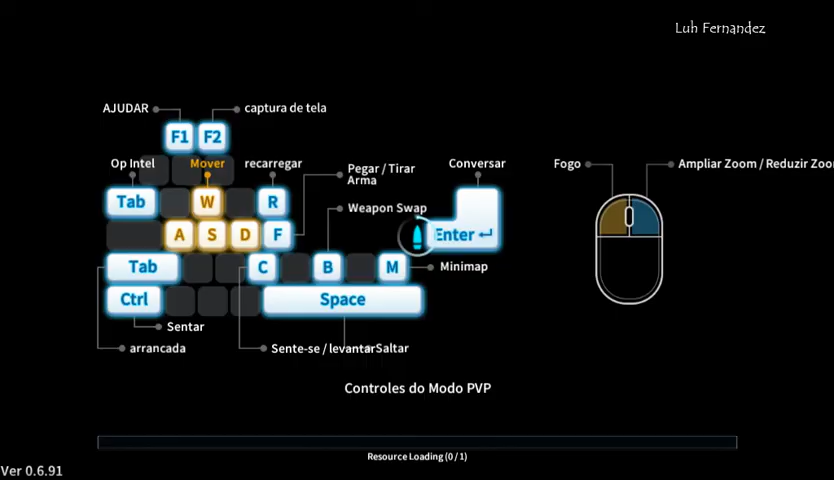 Luh Fernandez
AJUDAR
captura de tela
F1
F2
Op Intel
Mover
recarregar
Pegar / Tirar
Arma
Conversar
Fogo
Ampliar Zoom / Reduzir Zoo
Tab
W
R
Weapon Swap
A
S
D
F
Enter
Tab
C
B
M
Minimap
Ctrl
Space
Sentar
arrancada
Sente-se / levantar
Saltar
Controles do Modo PVP
Resource Loading (0 / 1)
Ver 0.6.91